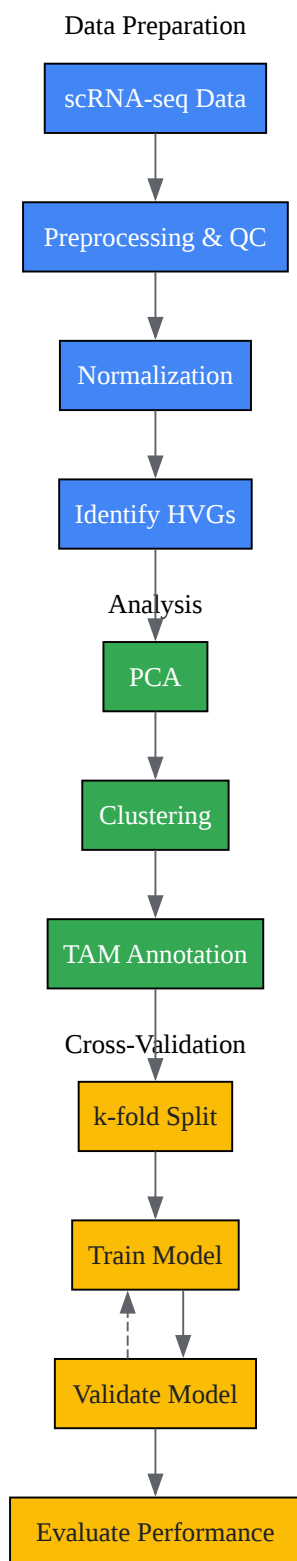 Data Preparation
scRNA-seq Data
Preprocessing & QC
Normalization
Identify HVGs
Analysis
PCA
Clustering
TAM Annotation
Cross-Validation
k-fold Split
Train Model
Validate Model
Evaluate Performance